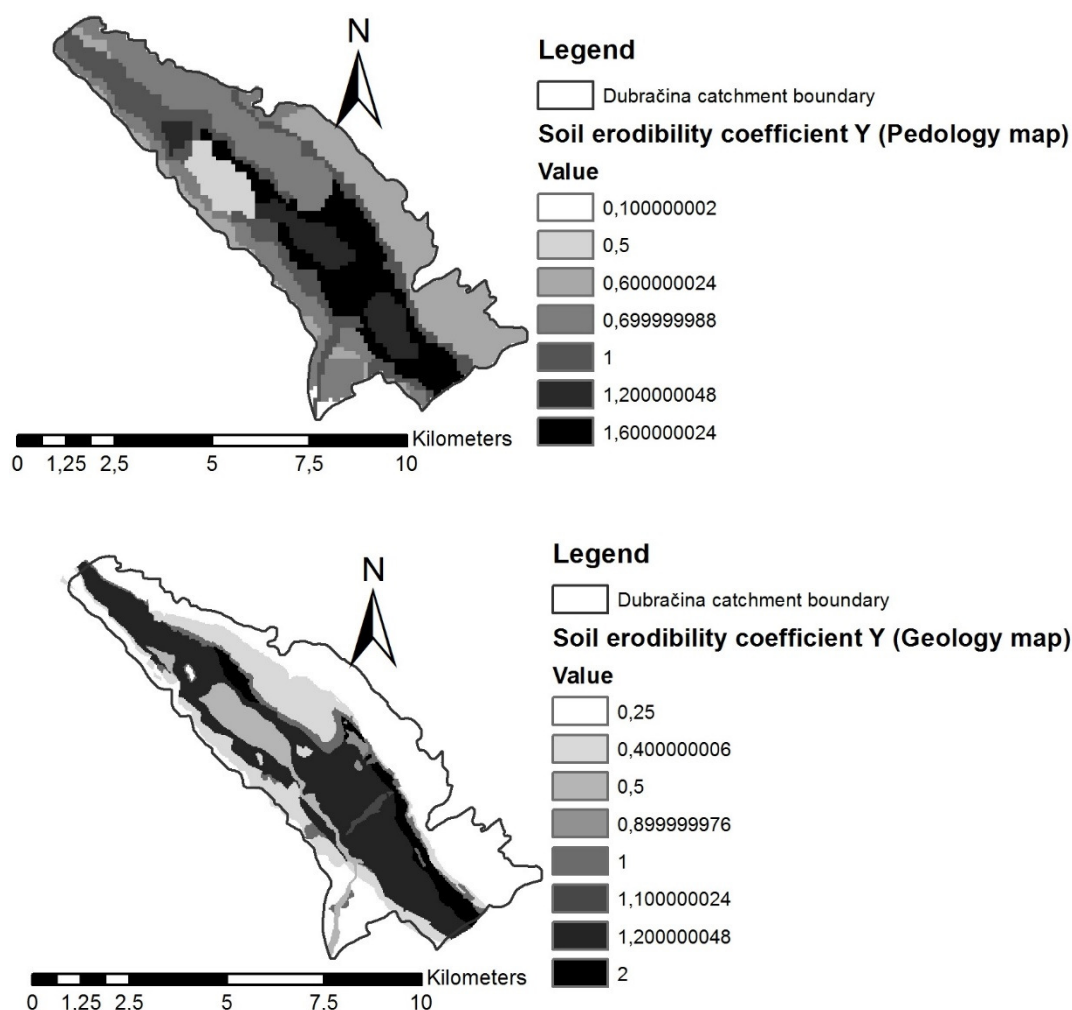 N
Legend
Dubračina catchment boundary
Soil erodibility coefficient Y (Pedology map)
Value
0,100000002
0,5
0,600000024
0,699999988
1
1,200000048
1,600000024
Kilometers
0 1,25 2,5 5 7,5 10
N
Legend
Dubračina catchment boundary
Soil erodibility coefficient Y (Geology map)
Value
0,25
0,400000006
0,5
0,899999976
1
1,100000024
1,200000048
2
Kilometers
0 1,25 2,5 5 7,5 10